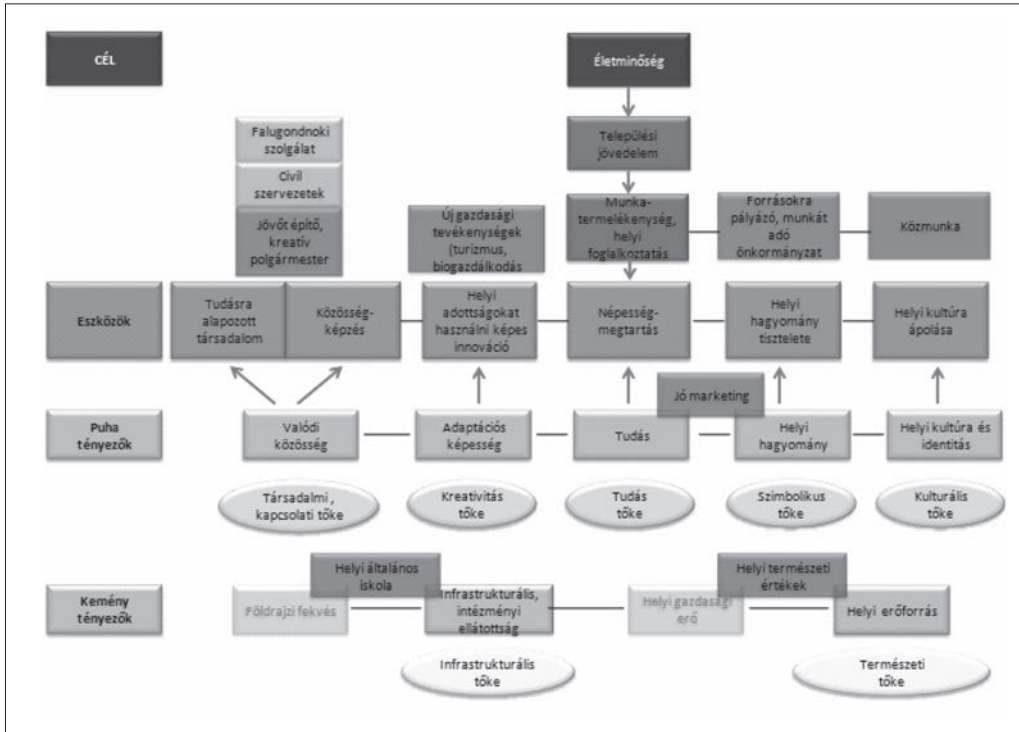 CÉL
Életminőség
Falugondnoki
szolgálat
Települési
jövedelem
Civil
szervezetek
Jövőt építő,
kreatív
polgármester
Új gazdasági
tevékenységek
(turizmus,
biogazdálkodás
Munka-
termelékenység,
helyi
foglalkoztatás
Forrásokra
pályázó, munkát
adó
önkormányzat
Közmunka
Eszközök
Tudásra
alapozott
társadalom
Közösség-
képzés
Helyi
adottságokat
használni képes
innováció
Népesség-
megtartás
Helyi
hagyomány
tisztelete
Helyi kultúra
ápolása
Jó marketing
Puha
tényezők
Valódi
közösség
Adaptációs
képesség
Tudás
Helyi
hagyomány
Helyi kultúra és
identitás
Társadalmi,
kapcsolati tőke
Kreativitás
tőke
Tudás
tőke
Szimbolikus
tőke
Kulturális
tőke
Helyi általános
iskola
Helyi természeti
értékek
Kemény
tényezők
Földrajzi fekvés
Infrastrukturális,
intézményi
ellátottság
Helyi gazdasági
erő
Helyi erőforrás
Infrastrukturális
tőke
Természeti
tőke